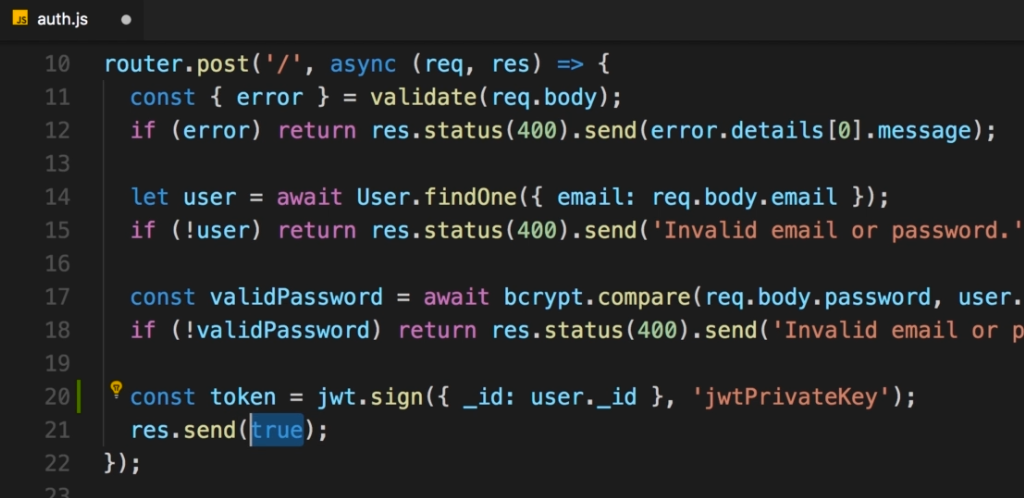 JS auth.js
10 router.post('/', async (req, res) => {
11 const { error } = validate(req.body);
12 if (error) return res.status(400).send(error.details[0].message);
13
14 let user = await User.findOne({ email: req.body.email });
15 if (!user) return res.status(400).send('Invalid email or password.'
16
17 const validPassword = await bcrypt.compare(req.body.password, user.
18 if (!validPassword) return res.status(400).send('Invalid email or p
19
20 const token = jwt.sign({ _id: user._id }, 'jwtPrivateKey');
21 res.send(true);
22 });
23